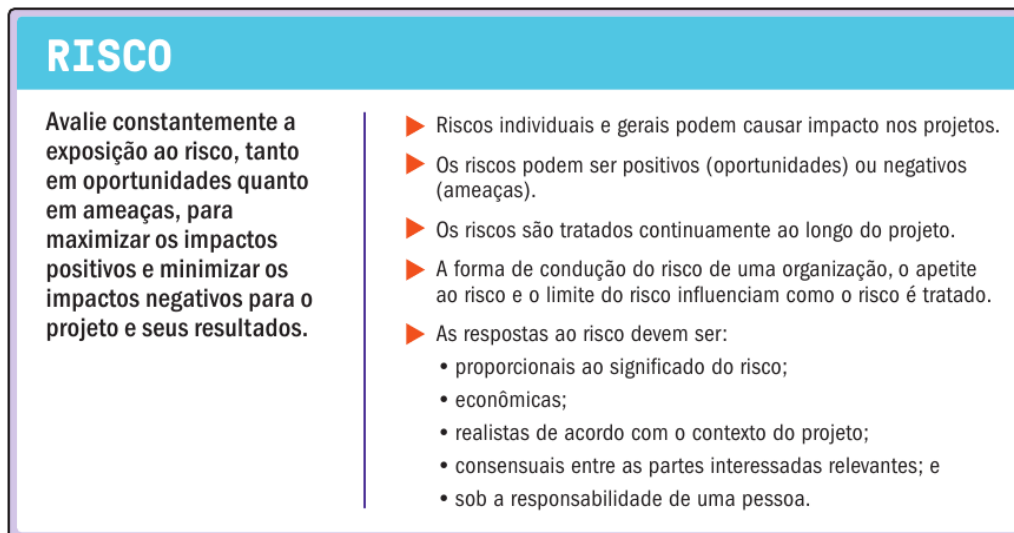 RISCO
Avalie constantemente a
exposição ao risco, tanto
em oportunidades quanto
em ameaças, para
maximizar os impactos
positivos e minimizar os
impactos negativos para o
projeto e seus resultados.
▶ Riscos individuais e gerais podem causar impacto nos projetos.
▶ Os riscos podem ser positivos (oportunidades) ou negativos
(ameaças).
▶ Os riscos são tratados continuamente ao longo do projeto.
▶ A forma de condução do risco de uma organização, o apetite
ao risco e o limite do risco influenciam como o risco é tratado.
▶ As respostas ao risco devem ser:
• proporcionais ao significado do risco;
• econômicas;
• realistas de acordo com o contexto do projeto;
• consensuais entre as partes interessadas relevantes; e
• sob a responsabilidade de uma pessoa.